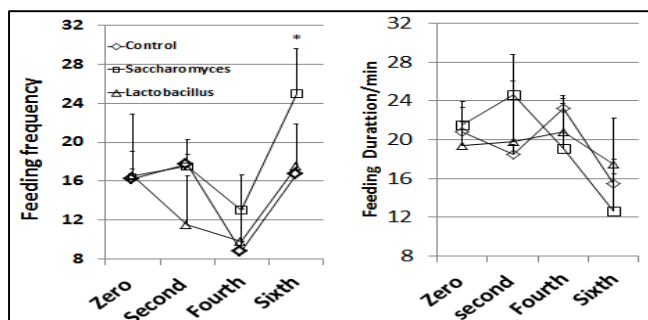 Feeding frequency
32
28
24
20
16
12
8
Control
Saccharomyces
Lactobacillus
*
Zero
Second
Fourth
Sixth
Feeding Durattion/min
32
28
24
20
16
12
8
Zero
second
Fourth
Sixth